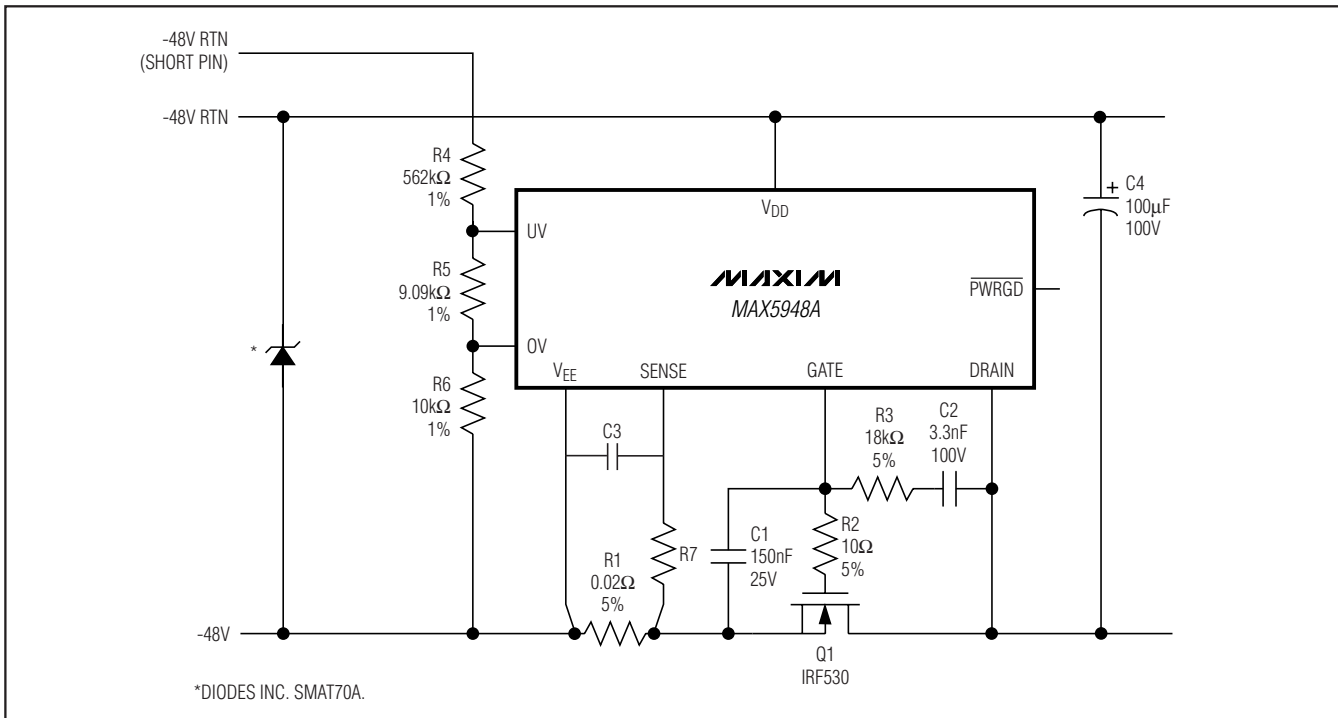 -48V RTN
(SHORT PIN)
-48V RTN
R4
562kΩ
1%
UV
R5
9.09kΩ
1%
OV
R6
10kΩ
1%
*
VDD
MAXIM
MAX5948A
PWRGD
VEE
SENSE
GATE
DRAIN
+
C4
100μF
100V
C3
R7
R1
0.02Ω
5%
C1
150nF
25V
R3
18kΩ
5%
C2
3.3nF
100V
R2
10Ω
5%
Q1
IRF530
-48V
*DIODES INC. SMAT70A.